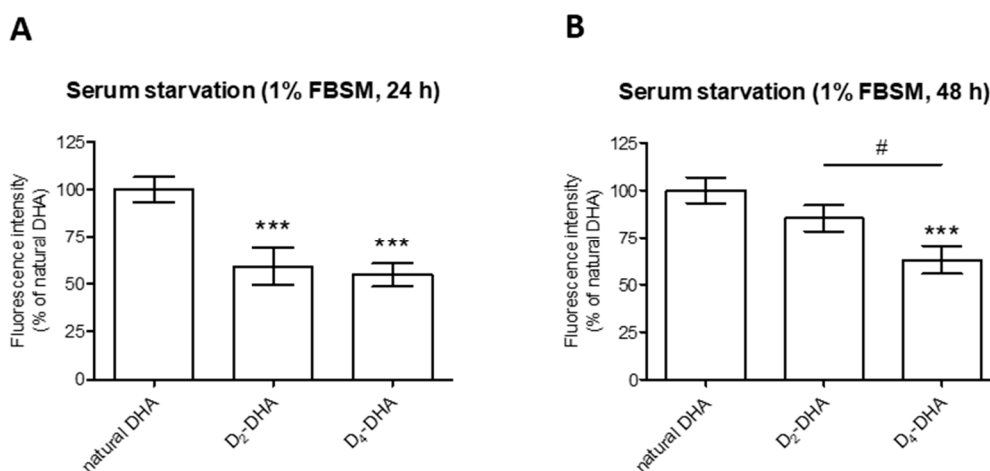 A
Serum starvation (1% FBSM, 24 h)
Fluorescence intensity
(% of natural DHA)
125
100
75
50
25
0
***
***
natural DHA
D₂-DHA
D₄-DHA
B
Serum starvation (1% FBSM, 48 h)
Fluorescence intensity
(% of natural DHA)
125
100
75
50
25
0
#
***
natural DHA
D₂-DHA
D₄-DHA